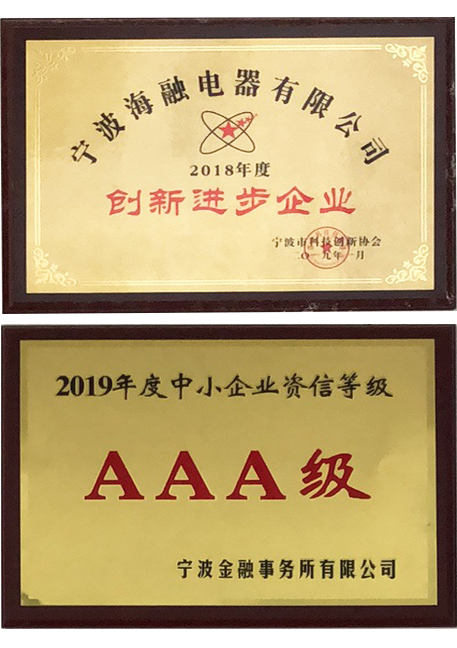 宁波海融电器有限公司
2018年度
创新进步企业
宁波市科技创新协会
二〇一九年一月
2019年度中小企业资信等级
AAA级
宁波金融事务所有限公司